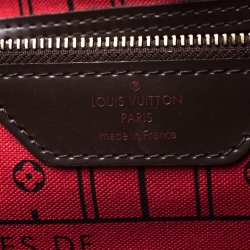 LOUIS VUITTON
PARIS
made in France
ES DE